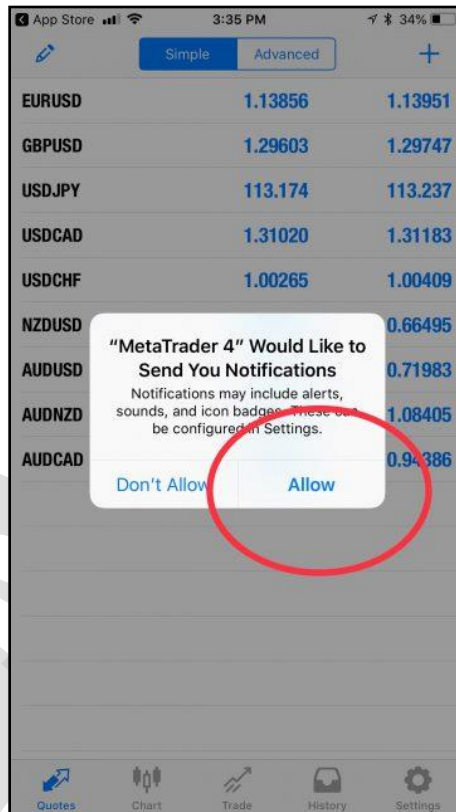 App Store 3:35 PM 34%
Simple Advanced +
EURUSD 1.13856 1.13951
GBPUSD 1.29603 1.29747
USDJPY 113.174 113.237
USDCAD 1.31020 1.31183
USDCHF 1.00265 1.00409
NZDUSD 0.66495
AUDUSD 0.71983
AUDNZD 1.08405
AUDCAD 0.94386
“MetaTrader 4” Would Like to
Send You Notifications
Notifications may include alerts,
sounds, and icon badges. These can
be configured in Settings.
Don't Allow Allow
Quotes Chart Trade History Settings